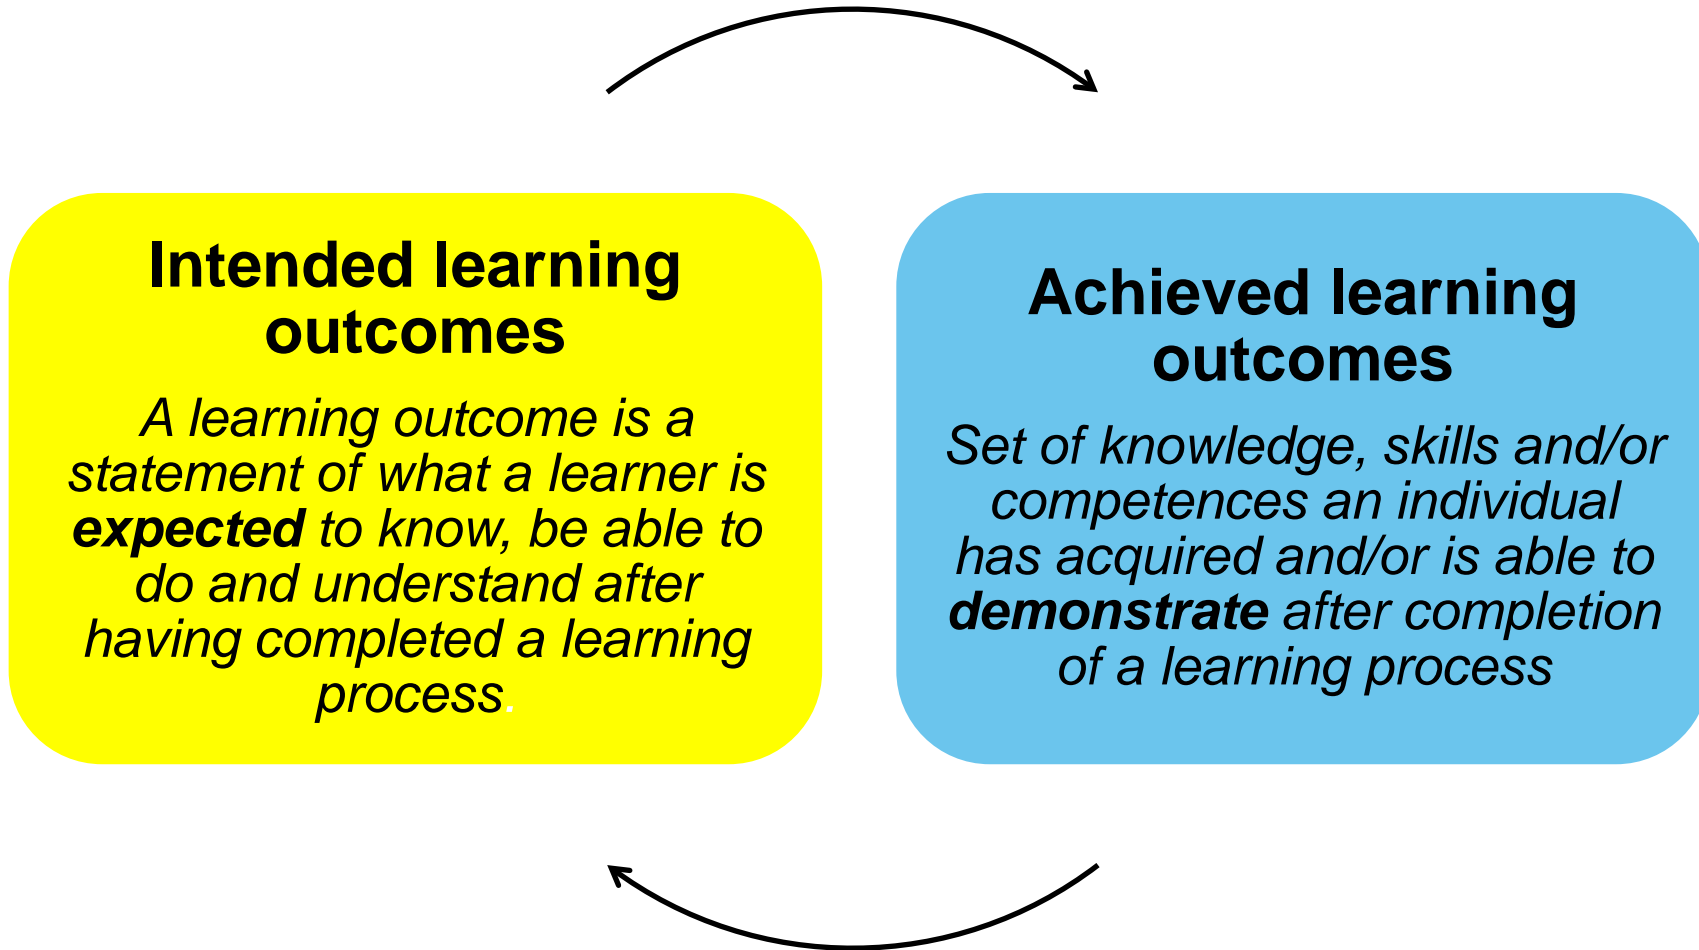 Intended learning
outcomes
A learning outcome is a
statement of what a learner is
expected to know, be able to
do and understand after
having completed a learning
process.
Achieved learning
outcomes
Set of knowledge, skills and/or
competences an individual
has acquired and/or is able to
demonstrate after completion
of a learning process